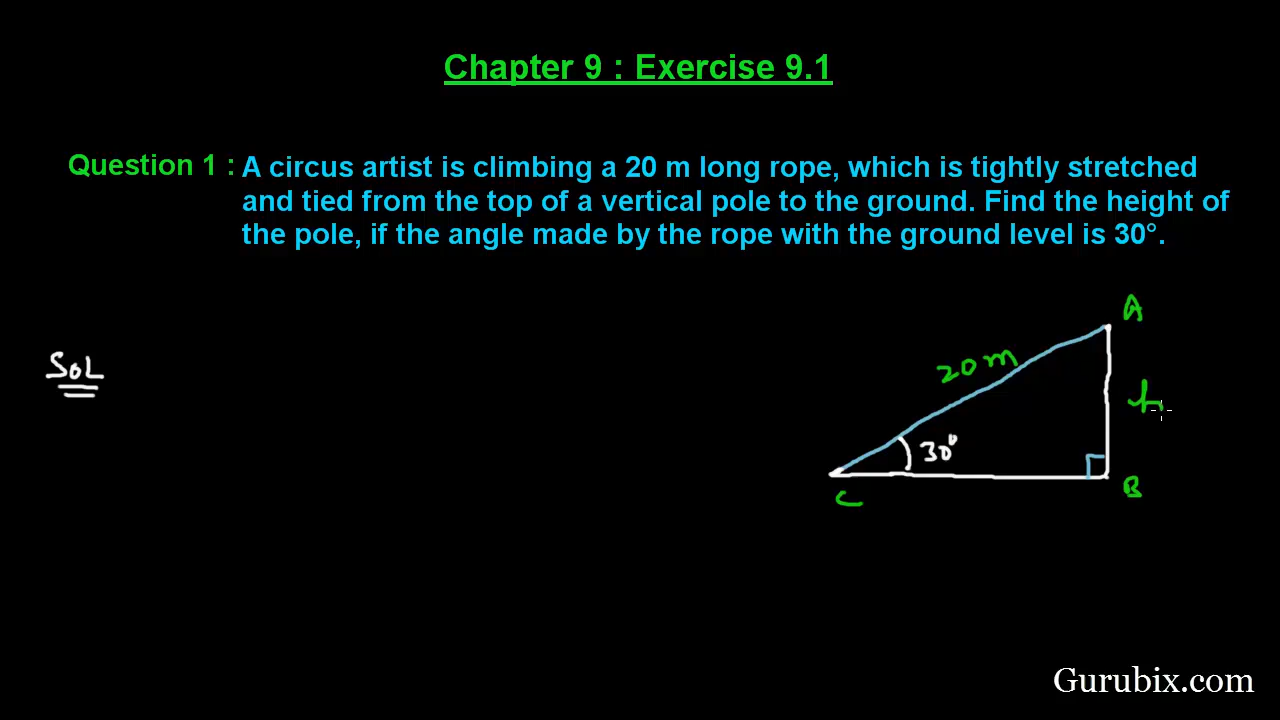 Chapter 9 : Exercise 9.1
Question 1 : A circus artist is climbing a 20 m long rope, which is tightly stretched
and tied from the top of a vertical pole to the ground. Find the height of
the pole, if the angle made by the rope with the ground level is 30°.
SOL
A
20 m
h
30°
C
B
Gurubix.com